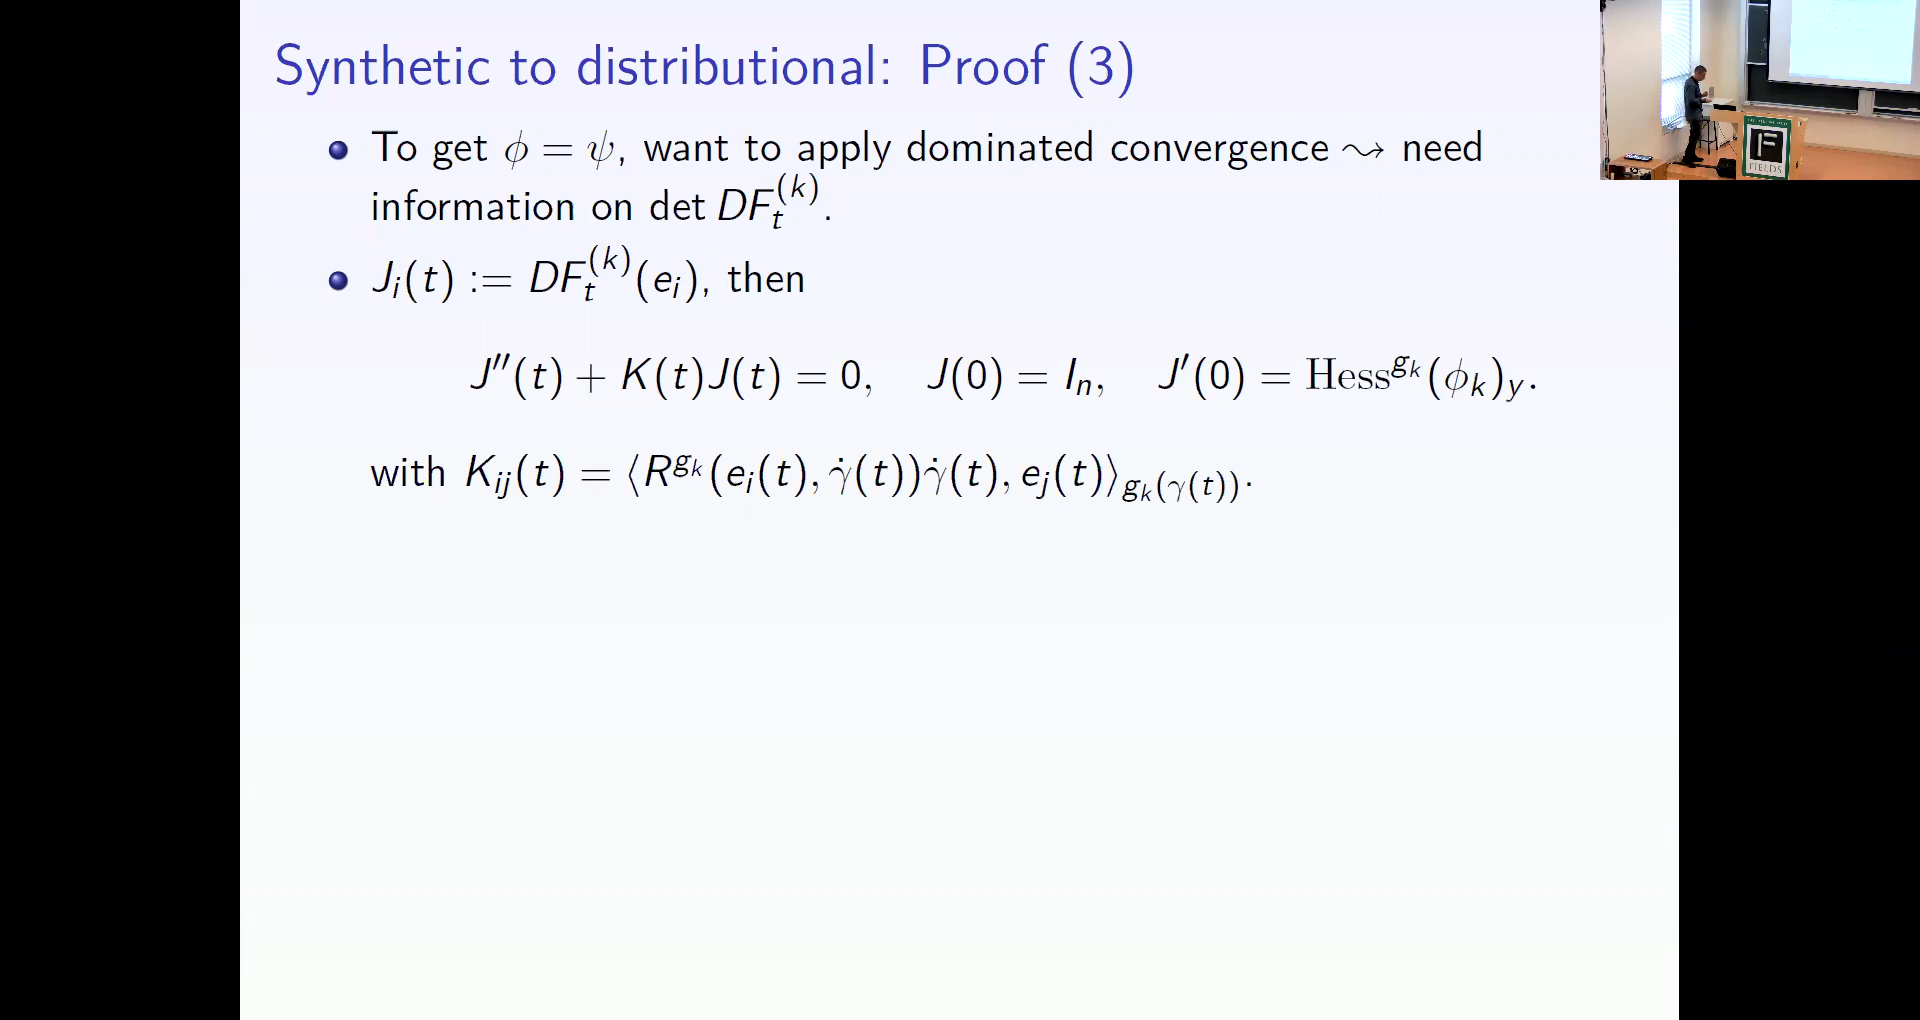 Synthetic to distributional: Proof (3)
To get ϕ = ψ, want to apply dominated convergence ⇝ need
information on det DF_t^{(k)}.
J_i(t) := DF_t^{(k)}(e_i), then
J''(t) + K(t)J(t) = 0, J(0) = I_n, J'(0) = Hess^{g_k}(ϕ_k)_y.
with K_{ij}(t) = ⟨R^{g_k}(e_i(t), γ̇(t))γ̇(t), e_j(t)⟩_{g_k(γ(t))}.
FIELDS